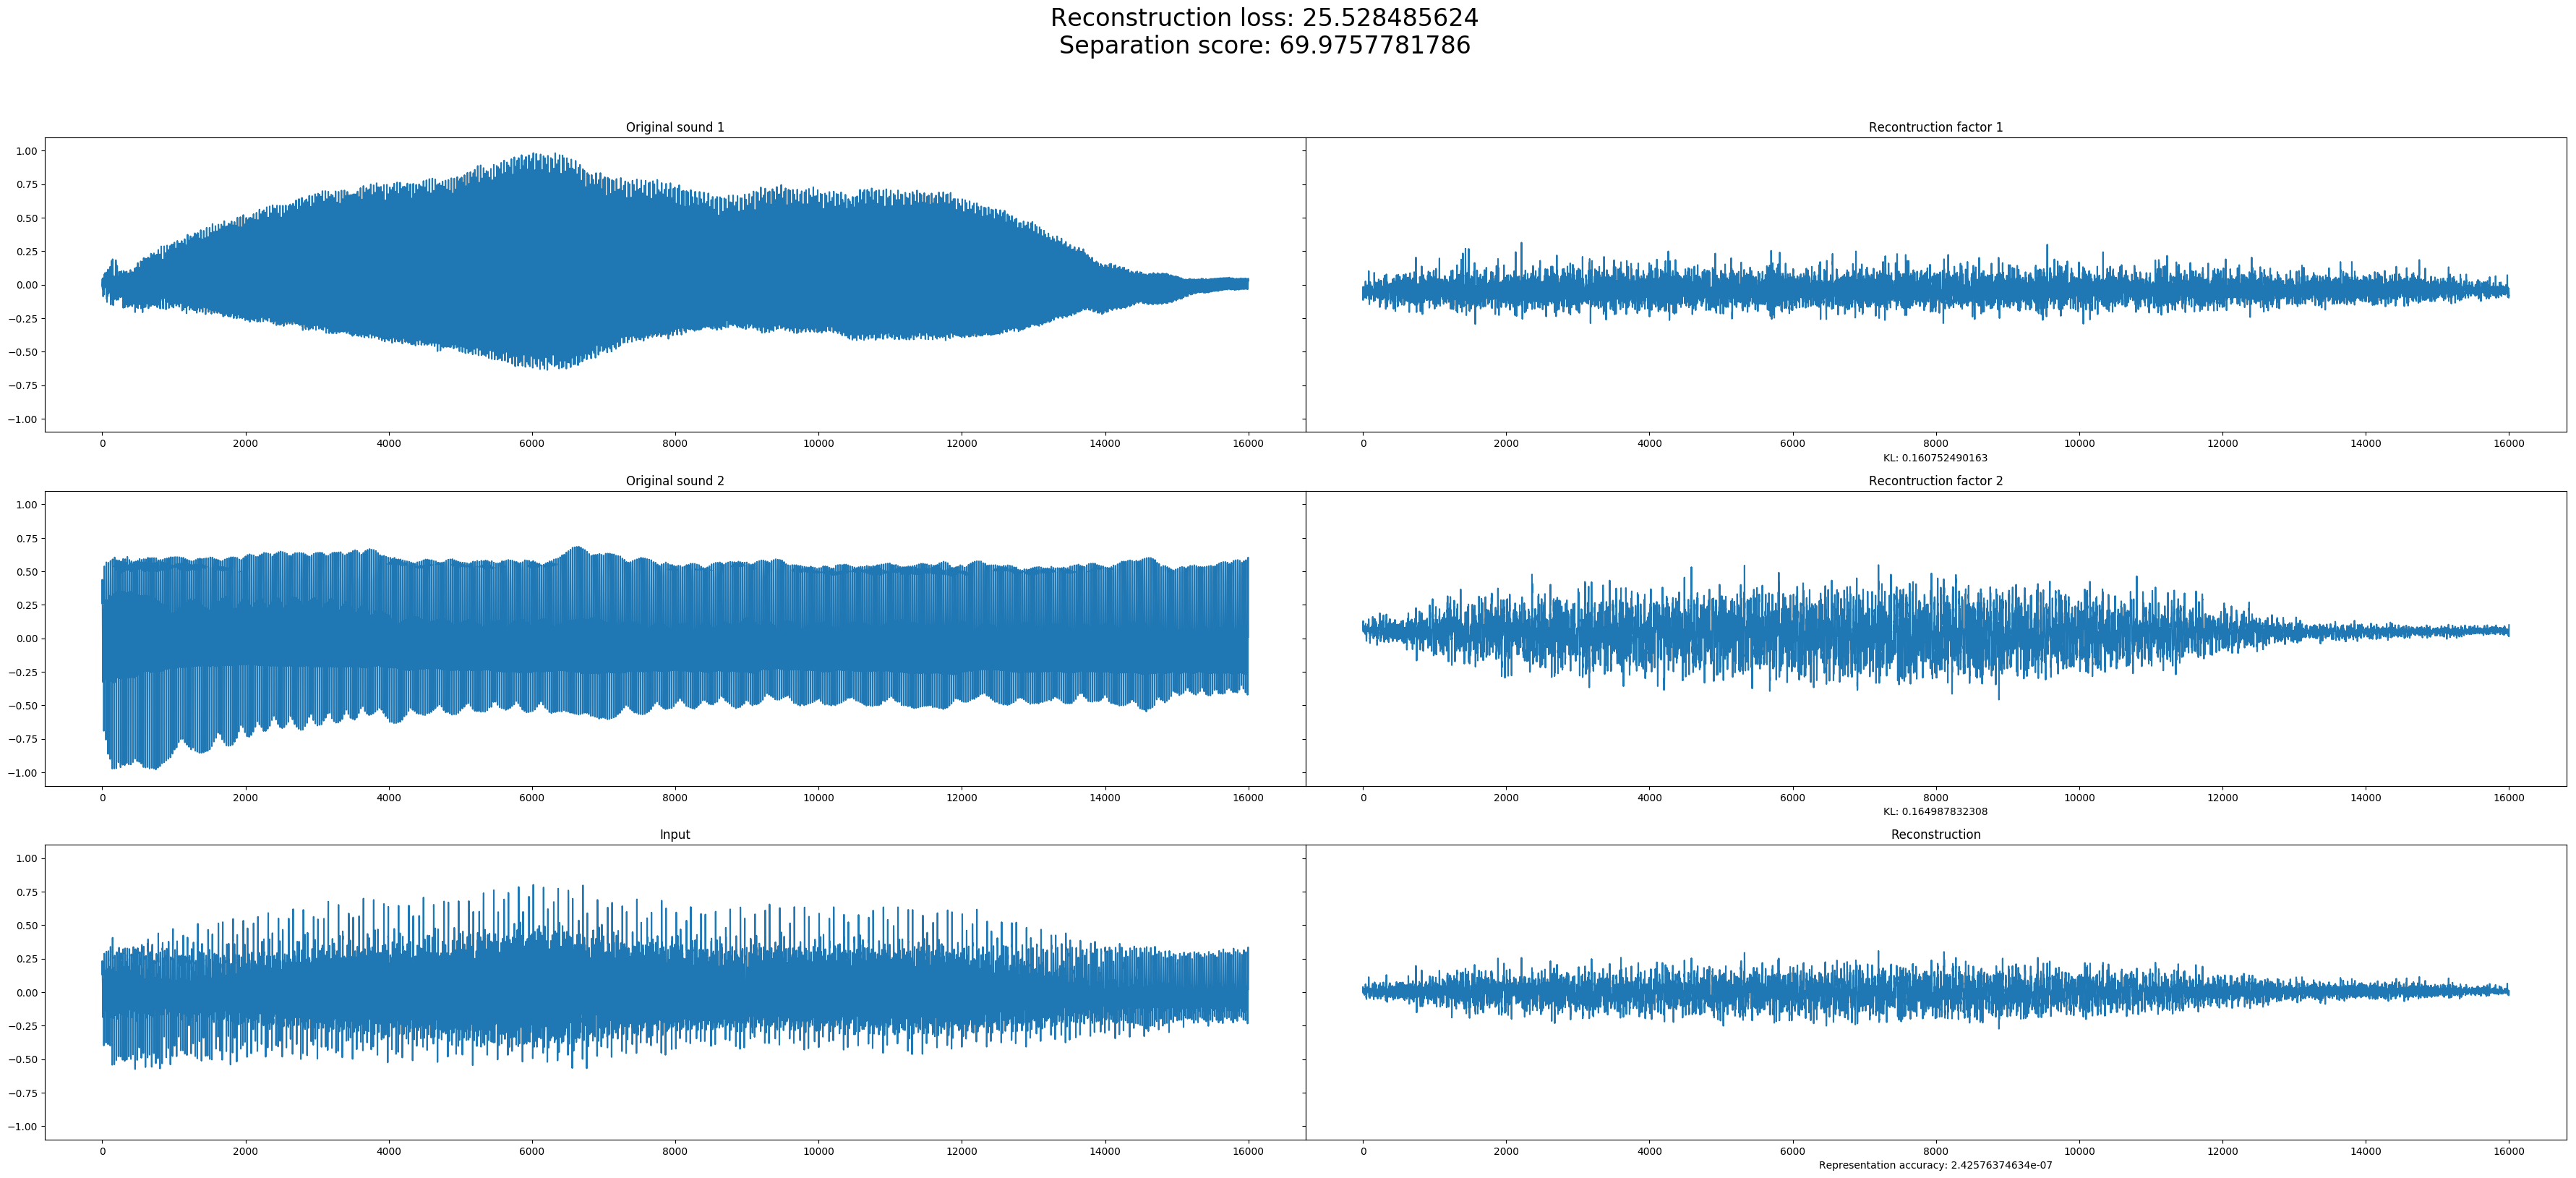 Reconstruction loss: 25.528485624
Separation score: 69.9757781786
Original sound 1
Recontruction factor 1
1.00
0.75
0.50
0.25
0.00
−0.25
−0.50
−0.75
−1.00
0 2000 4000 6000 8000 10000 12000 14000 16000
0 2000 4000 6000 8000 10000 12000 14000 16000
KL: 0.160752490163
Original sound 2
Recontruction factor 2
1.00
0.75
0.50
0.25
0.00
−0.25
−0.50
−0.75
−1.00
0 2000 4000 6000 8000 10000 12000 14000 16000
0 2000 4000 6000 8000 10000 12000 14000 16000
KL: 0.164987832308
Input
Reconstruction
1.00
0.75
0.50
0.25
0.00
−0.25
−0.50
−0.75
−1.00
0 2000 4000 6000 8000 10000 12000 14000 16000
0 2000 4000 6000 8000 10000 12000 14000 16000
Representation accuracy: 2.42576374634e-07